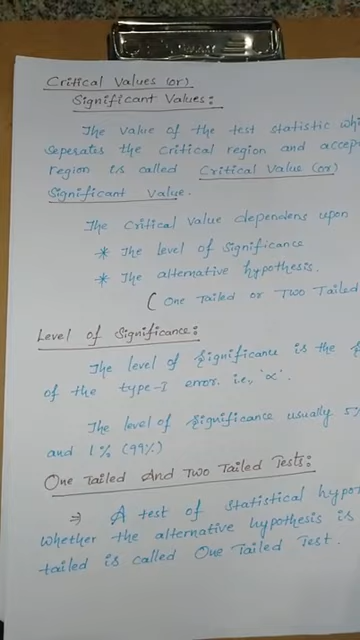 Critical Values (or)
Significant Values:
The value of the test statistic
seperates the critical region and
region is called Critical Value (or)
Significant Value.
The critical value dependens upon
* The level of significance
* The alternative hypothesis.
( One Tailed or Two Tailed
Level of Significance:
The level of significance is the
of the type-I error. i.e, 'α'.
The level of significance usually 5%
and 1% (99%)
One Tailed And Two Tailed Tests:
⇒ A test of statistical
whether the alternative hypothesis is
tailed is called One Tailed Test.